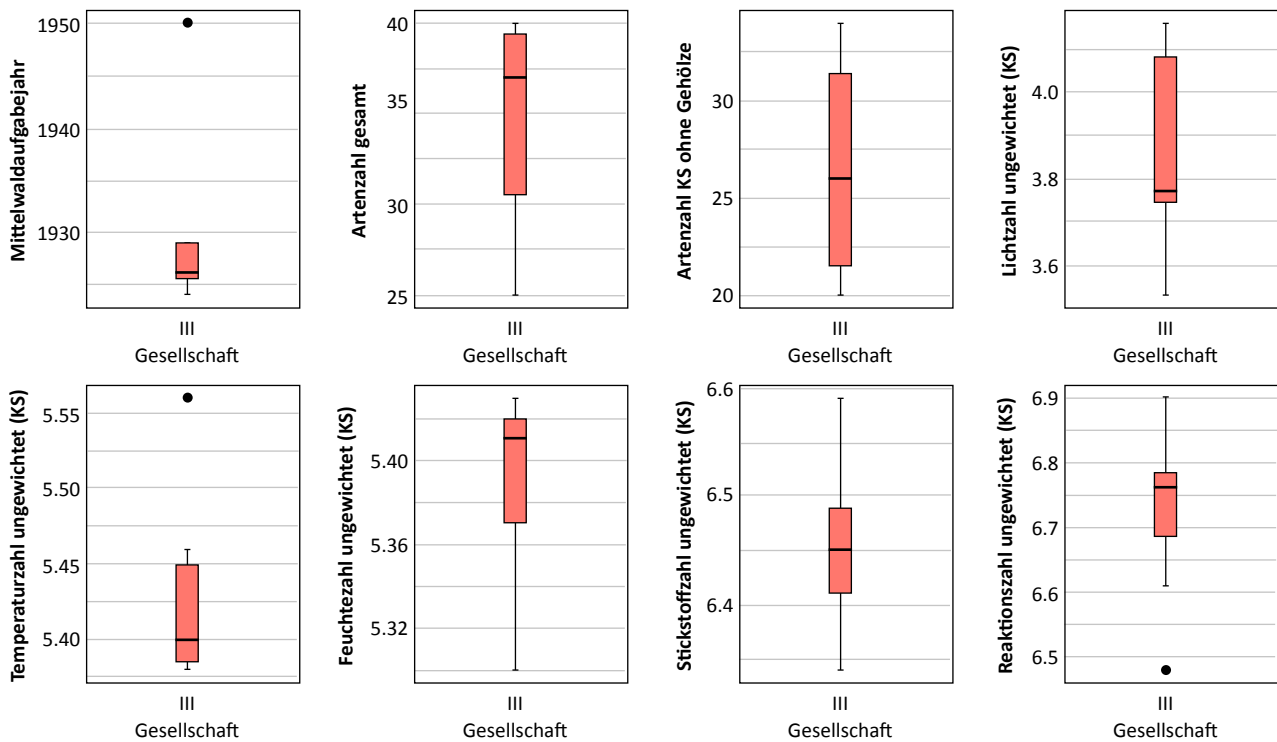 Mittelwaldaufgabejahr
1950
1940
1930
III
Gesellschaft
Artenzahl gesamt
40
35
30
25
III
Gesellschaft
Artenzahl KS ohne Gehölze
30
25
20
III
Gesellschaft
Lichtzahl ungewichtet (KS)
4.0
3.8
3.6
III
Gesellschaft
Temperaturzahl ungewichtet (KS)
5.55
5.50
5.45
5.40
III
Gesellschaft
Feuchtezahl ungewichtet (KS)
5.40
5.36
5.32
III
Gesellschaft
Stickstoffzahl ungewichtet (KS)
6.6
6.5
6.4
III
Gesellschaft
Reaktionszahl ungewichtet (KS)
6.9
6.8
6.7
6.6
6.5
III
Gesellschaft